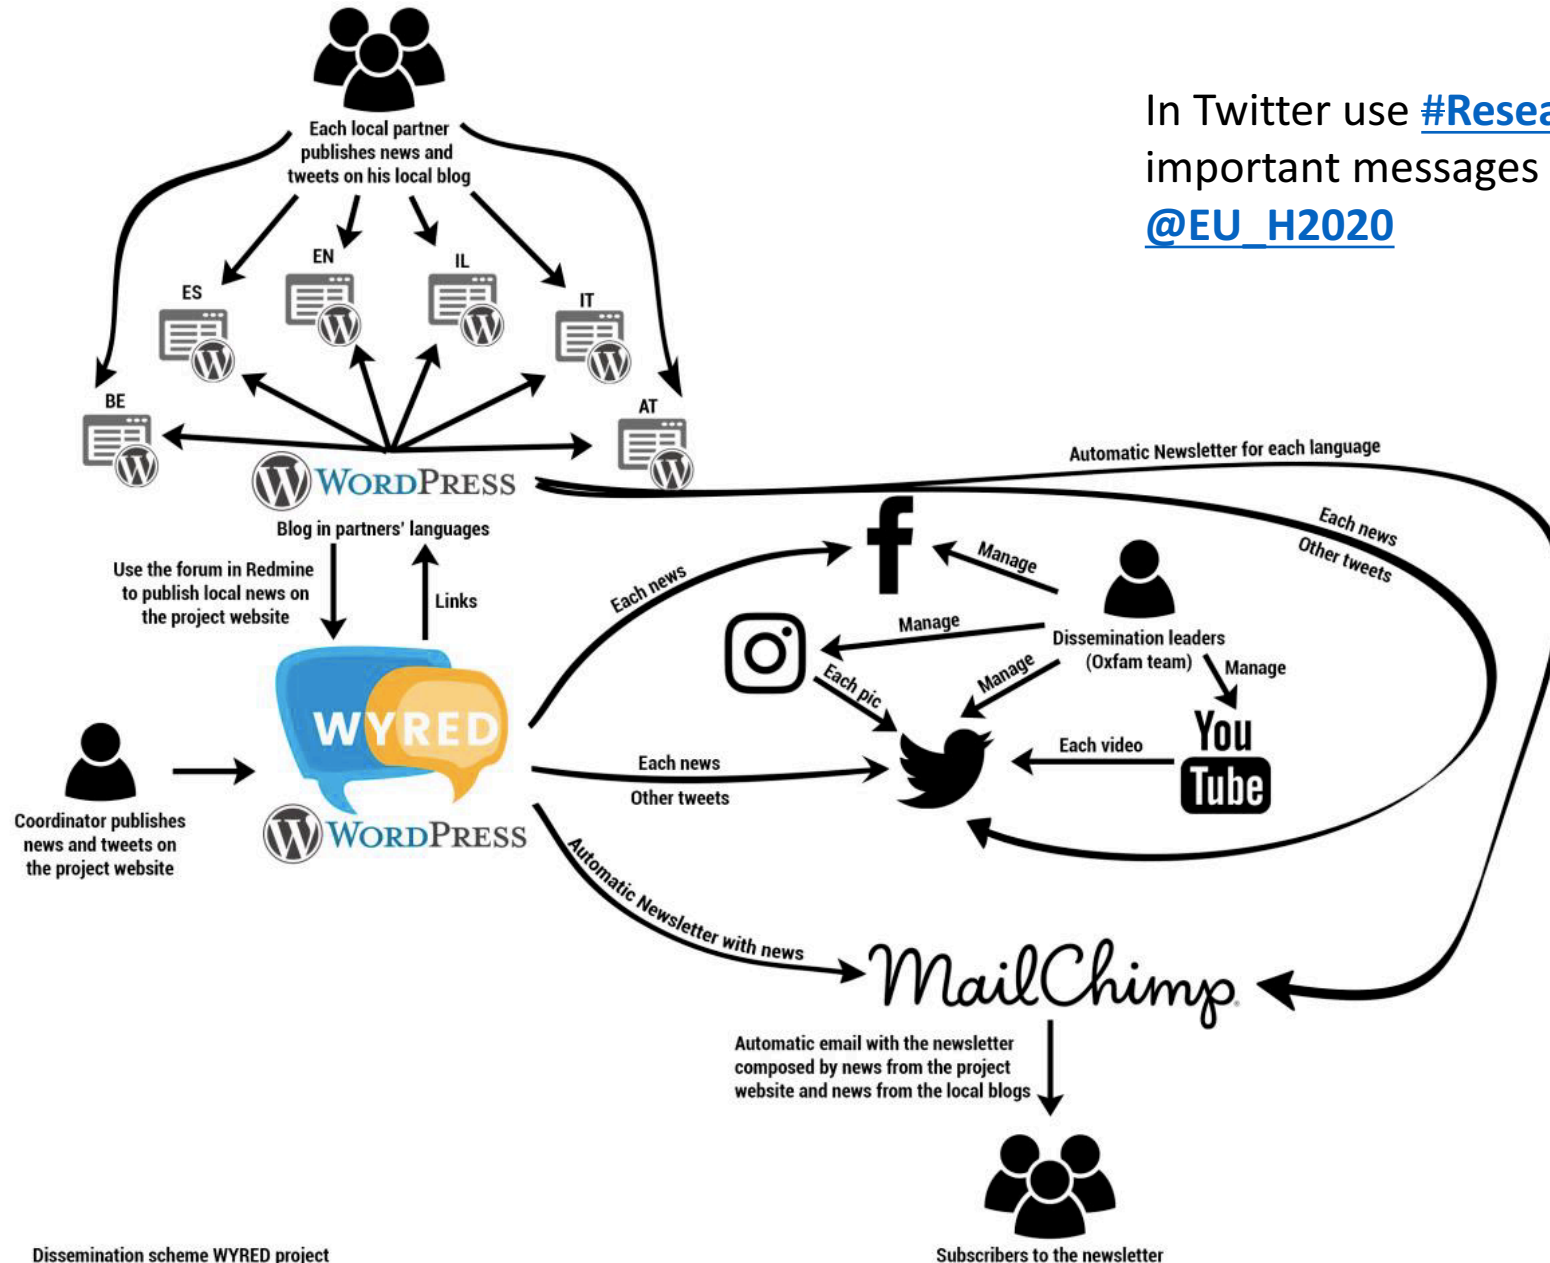 Each local partner
publishes news and
tweets on his local blog
In Twitter use
important messages
@EU_H2020
ES
EN
IL
IT
BE
AT
WORDPRESS
Blog in partners' languages
Automatic Newsletter for each language
Each news
Other tweets
Use the forum in Redmine
to publish local news on
the project website
Links
Each news
Manage
Manage
Dissemination leaders
(Oxfam team)
Manage
Manage
Each pic
WYRED
WORDPRESS
Each news
Other tweets
Each video
You
Tube
Coordinator publishes
news and tweets on
the project website
Automatic Newsletter with news
MailChimp
Automatic email with the newsletter
composed by news from the project
website and news from the local blogs
Dissemination scheme WYRED project
Subscribers to the newsletter